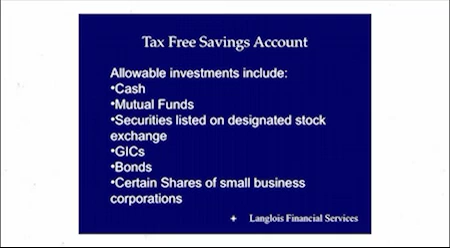 Tax Free Savings Account
Allowable investments include:
•Cash
•Mutual Funds
•Securities listed on designated stock
exchange
•GICs
•Bonds
•Certain Shares of small business
corporations
+ Langlois Financial Services